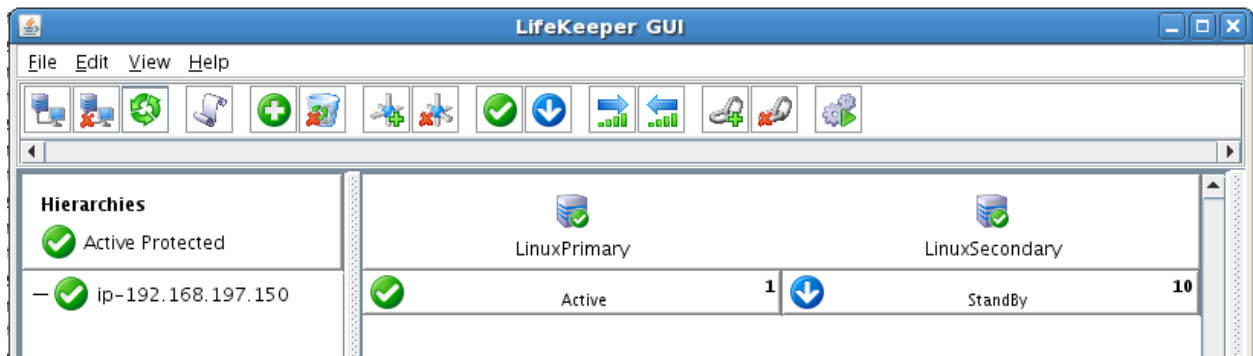 LifeKeeper GUI
File Edit View Help
Hierarchies
Active Protected
LinuxPrimary
LinuxSecondary
ip-192.168.197.150
Active 1
StandBy 10